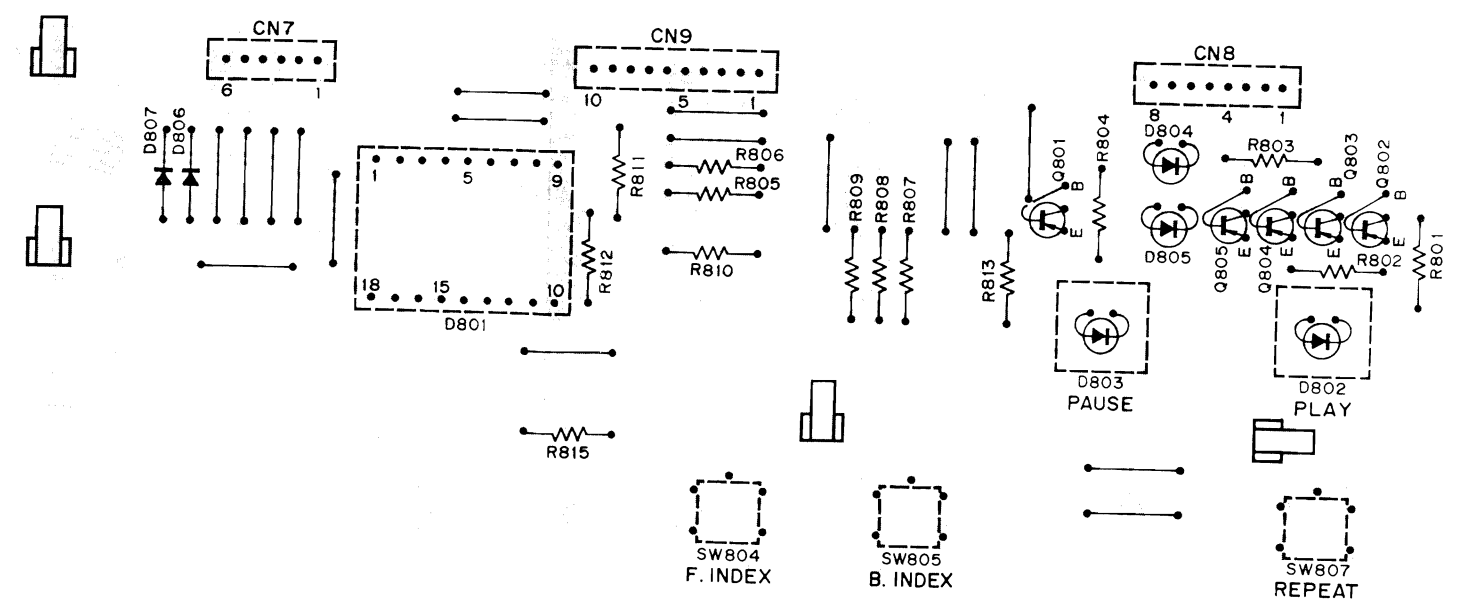 CN7
6 1
CN9
10 5 1
CN8
8 4 1
D807
D806
1 5 9
18 15 10
D801
R811
R812
R806
R805
R810
R815
R809
R808
R807
R813
Q801
B
E
R804
D804
D805
R803
Q803
Q802
B B B B
E E E E
Q805
Q804
R802
R801
D803
PAUSE
D802
PLAY
SW804
F. INDEX
SW805
B. INDEX
SW807
REPEAT